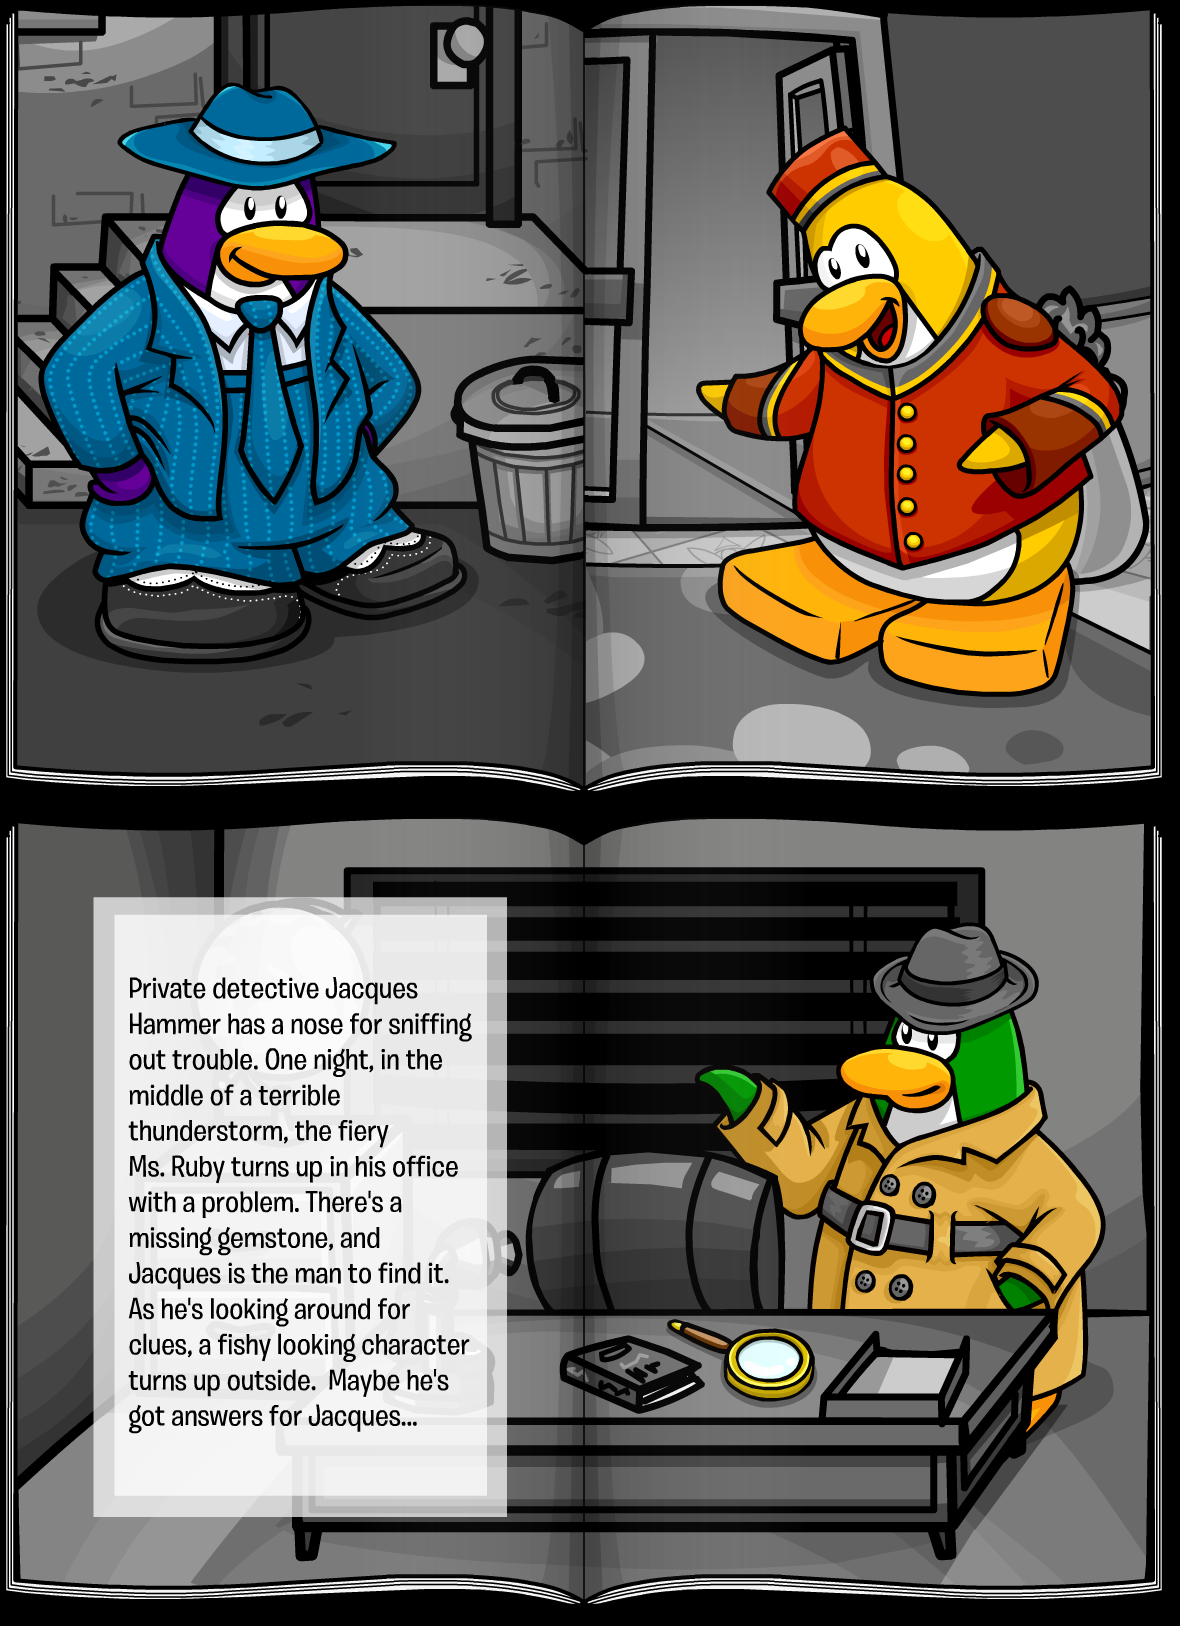 Private detective Jacques
Hammer has a nose for sniffing
out trouble. One night, in the
middle of a terrible
thunderstorm, the fiery
Ms. Ruby turns up in his office
with a problem. There's a
missing gemstone, and
Jacques is the man to find it.
As he's looking around for
clues, a fishy looking character
turns up outside.  Maybe he's
got answers for Jacques...